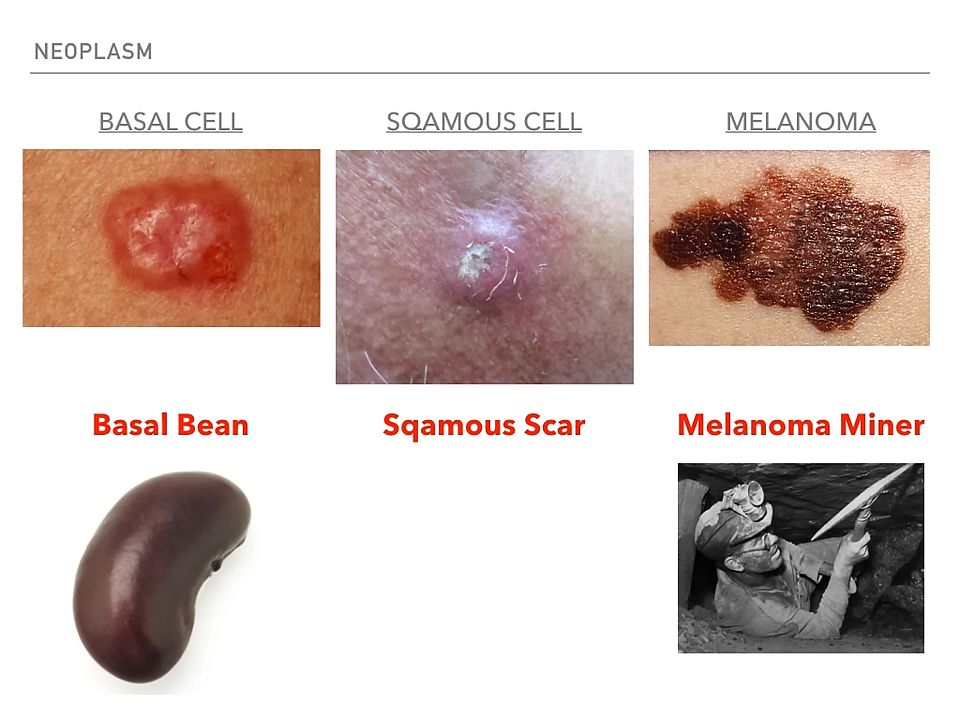 NEOPLASM
BASAL CELL
SQAMOUS CELL
MELANOMA
Basal Bean
Sqamous Scar
Melanoma Miner